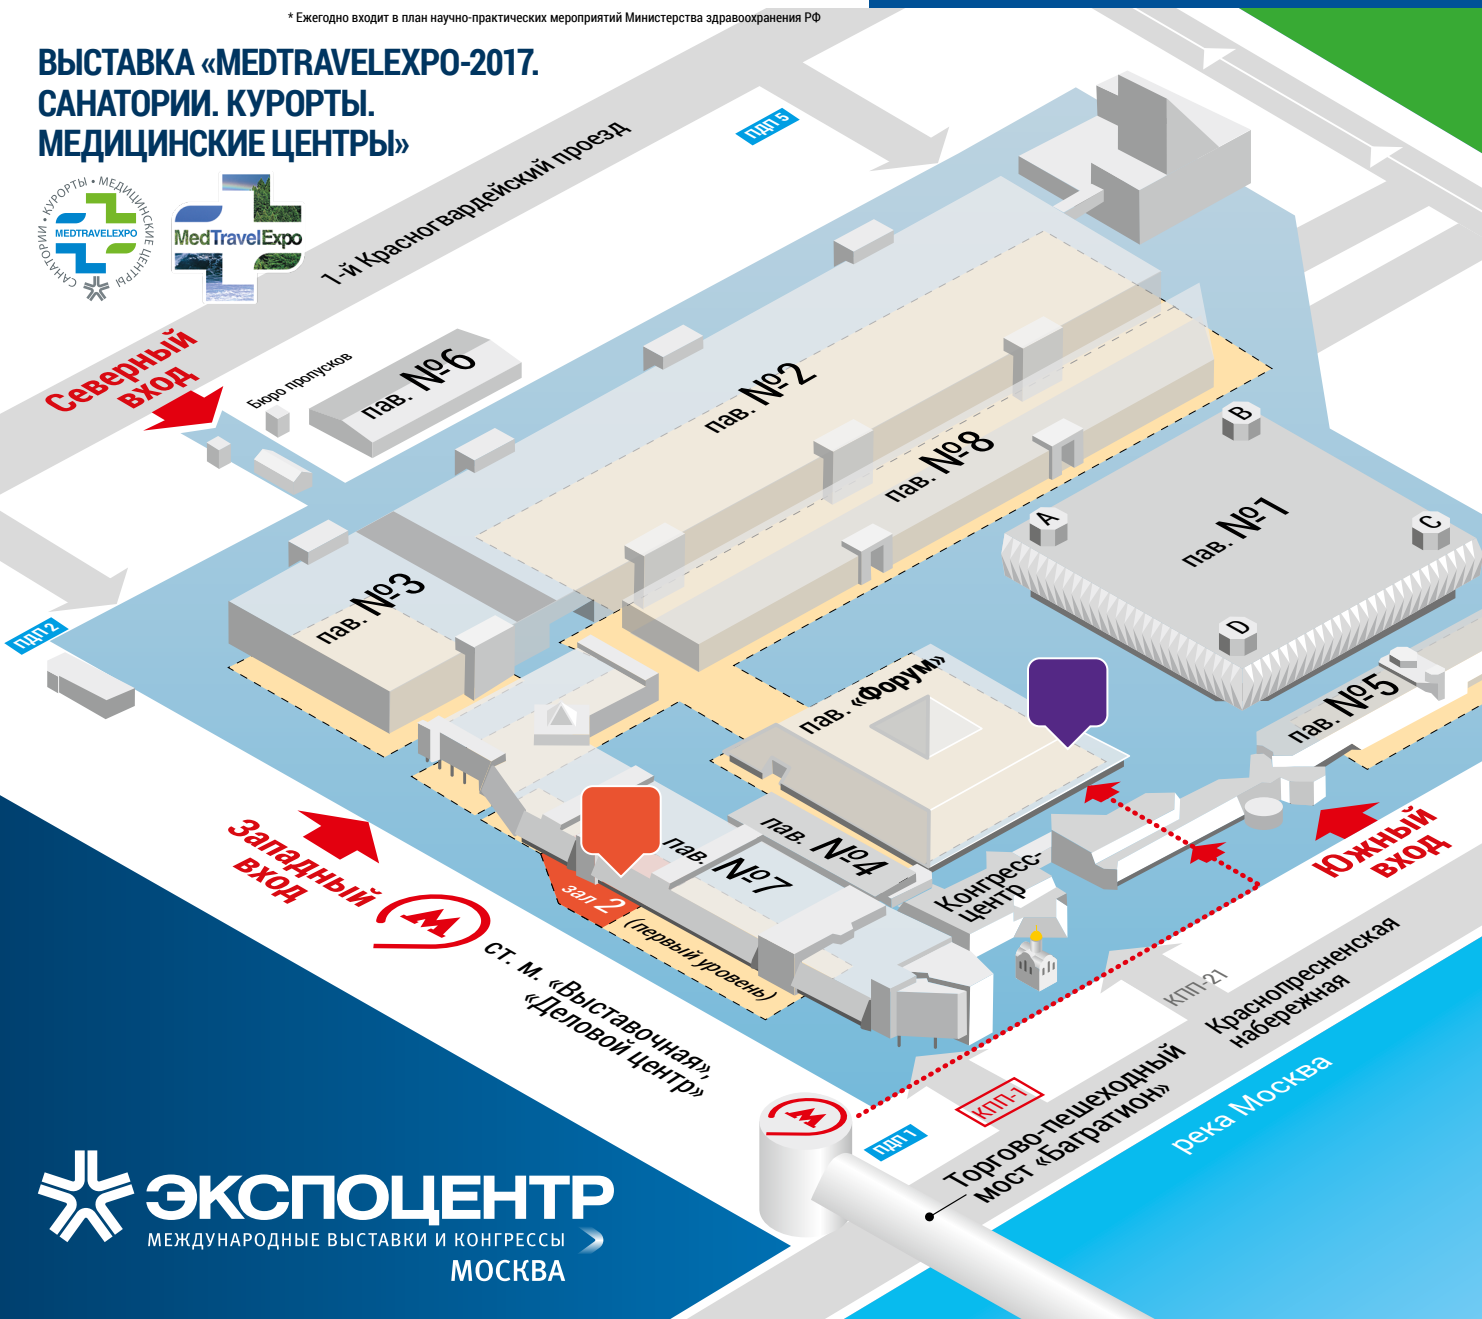 * Ежегодно входит в план научно-практических мероприятий Министерства здравоохранения РФ
ВЫСТАВКА «MEDTRAVELEXPO-2017.
САНАТОРИИ. КУРОРТЫ.
МЕДИЦИНСКИЕ ЦЕНТРЫ»
САНАТОРИИ • КУРОРТЫ • МЕДИЦИНСКИЕ ЦЕНТРЫ
MEDTRAVELEXPO
MedTravelExpo
ПДП 5
1-й Красногвардейский проезд
Северный
вход
Бюро пропусков
пав. №6
пав. №2
пав. №8
B
A
C
D
пав. №1
пав. №3
ПДП 2
пав. «Форум»
пав. №5
Западный
вход
пав. №4
пав. №7
зал 2
(первый уровень)
Конгресс-
центр
Южный
вход
ст. м. «Выставочная»,
«Деловой центр»
КПП-21
Краснопресненская
набережная
КПП-1
ПДП 1
Торгово-пешеходный
мост «Багратион»
река Москва
ЭКСПОЦЕНТР
МЕЖДУНАРОДНЫЕ ВЫСТАВКИ И КОНГРЕССЫ
МОСКВА